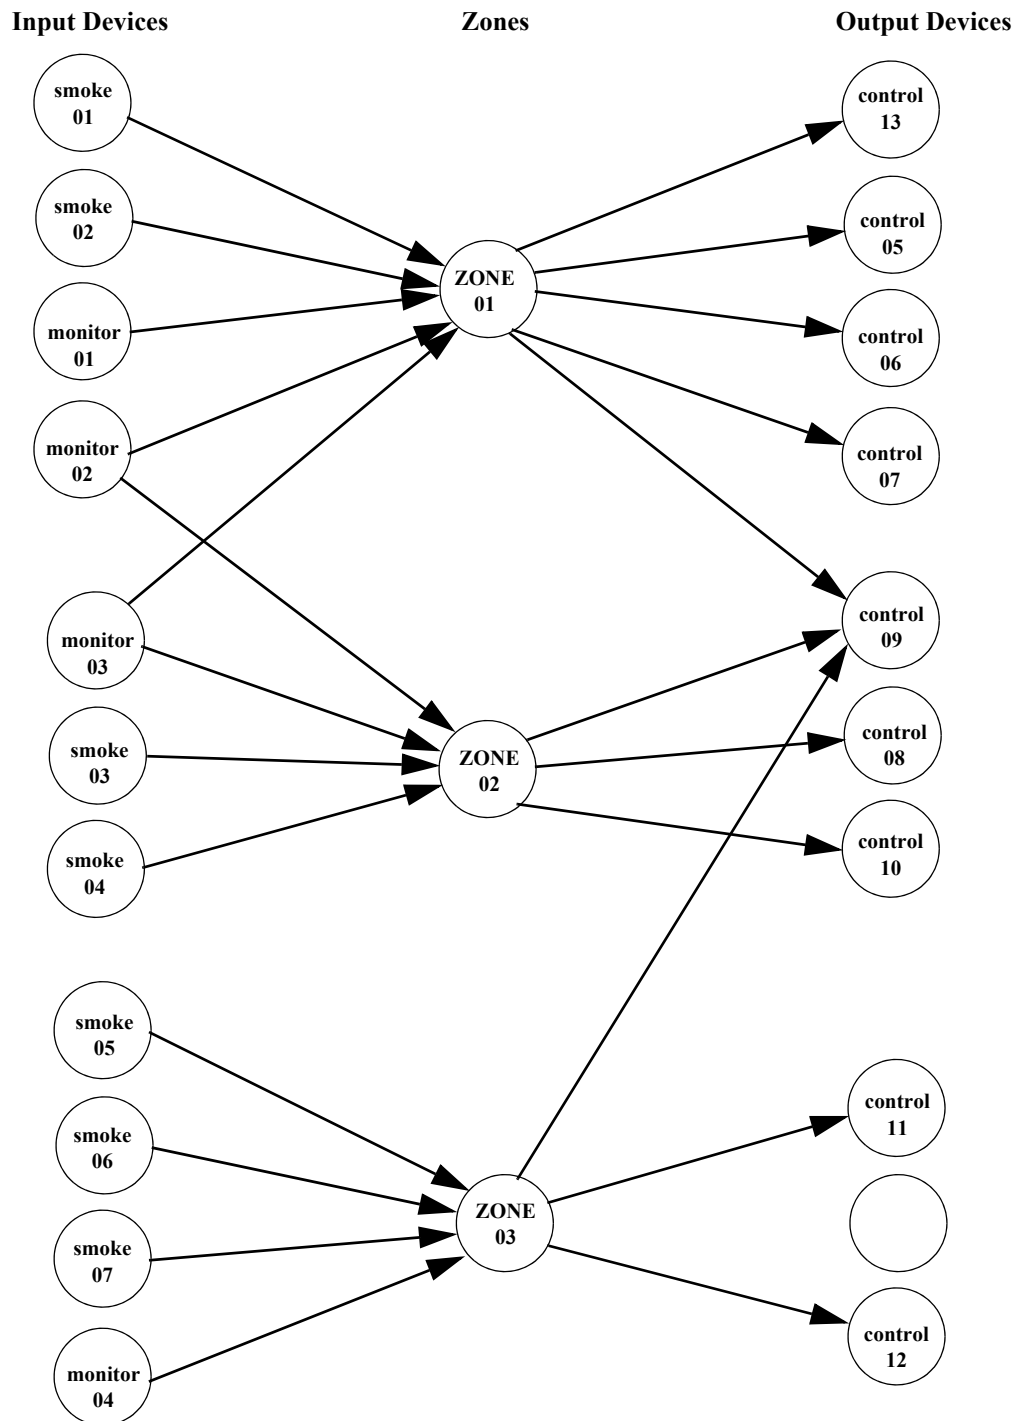 Input Devices
Zones
Output Devices
smoke
01
smoke
02
monitor
01
monitor
02
monitor
03
smoke
03
smoke
04
smoke
05
smoke
06
smoke
07
monitor
04
ZONE
01
ZONE
02
ZONE
03
control
13
control
05
control
06
control
07
control
09
control
08
control
10
control
11
control
12